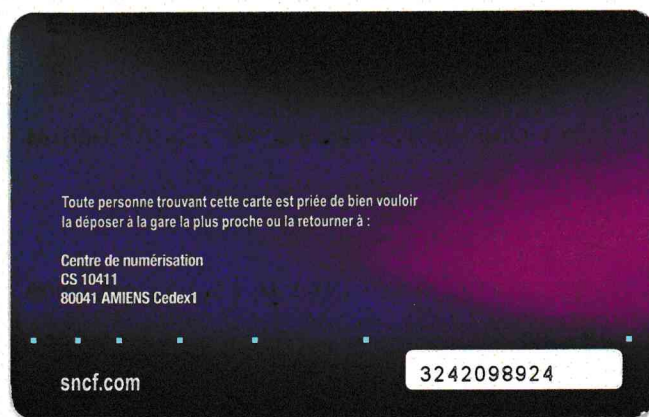 Toute personne trouvant cette carte est priée de bien vouloir
la déposer à la gare la plus proche ou la retourner à :
Centre de numérisation
CS 10411
80041 AMIENS Cedex1
sncf.com
3242098924